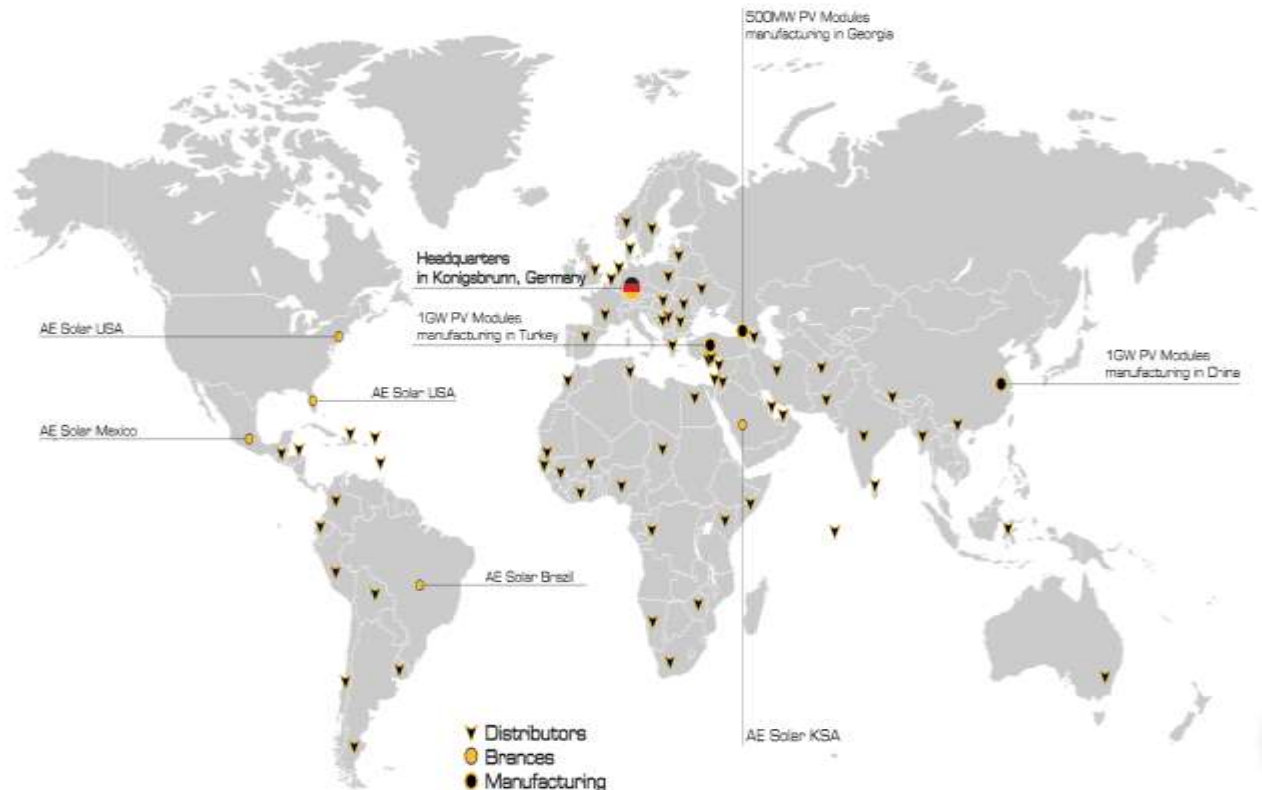 500MW PV Modules
manufacturing in Georgia
Headquarters
in Konigsbrunn, Germany
AE Solar USA
1GW PV Modules
manufacturing in Turkey
1GW PV Modules
manufacturing in China
AE Solar USA
AE Solar Mexico
AE Solar Brazil
AE Solar KSA
Distributors
Brances
Manufacturing